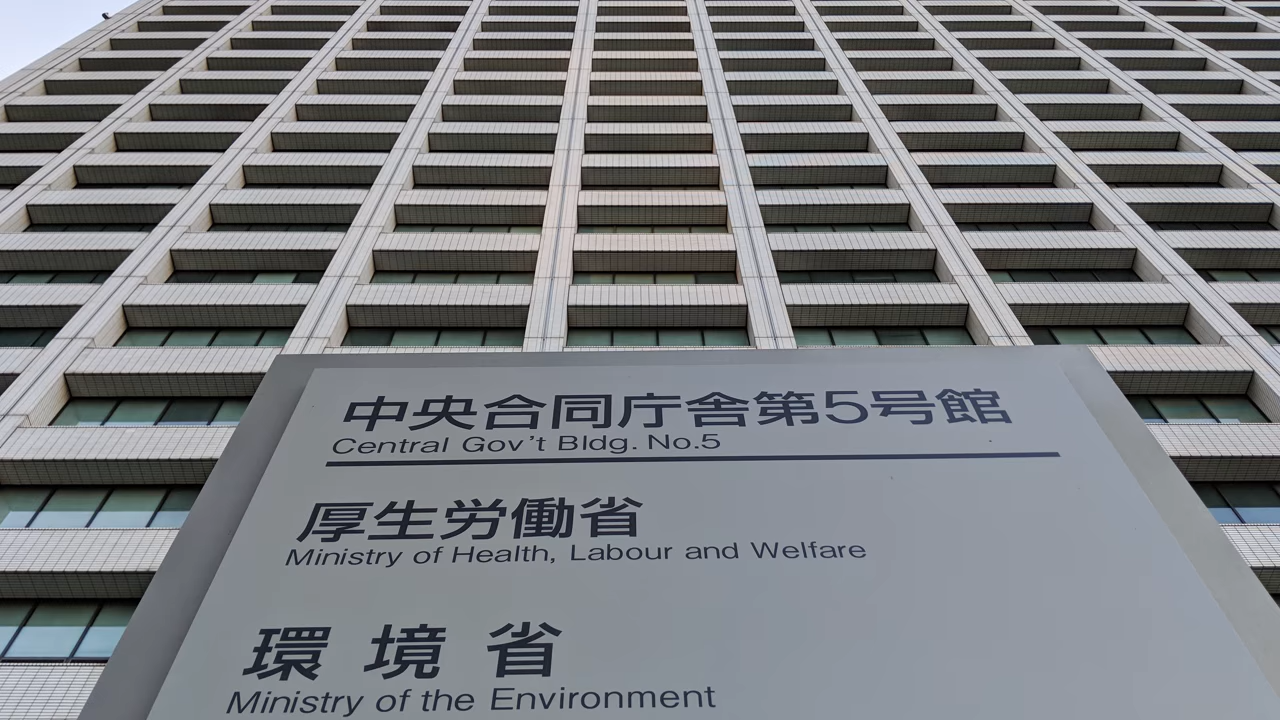 中央合同庁舎第5号館
Central Gov't Bldg. No.5
厚生労働省
Ministry of Health, Labour and Welfare
環境省
Ministry of the Environment